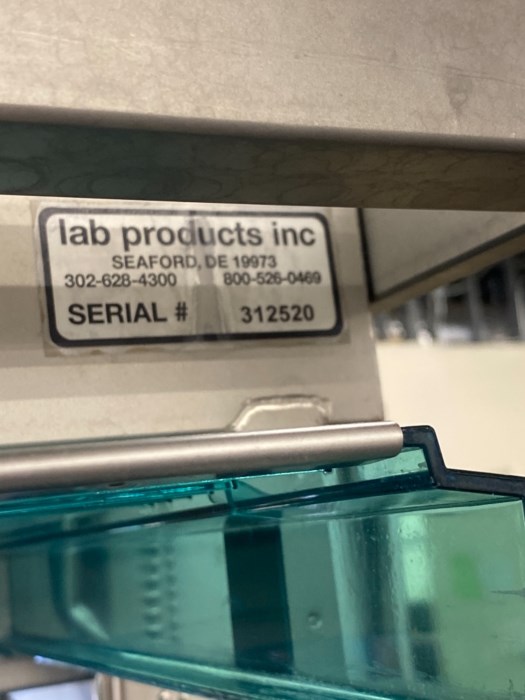 lab products inc
SEAFORD, DE 19973
302-628-4300 800-526-0469
SERIAL # 312520